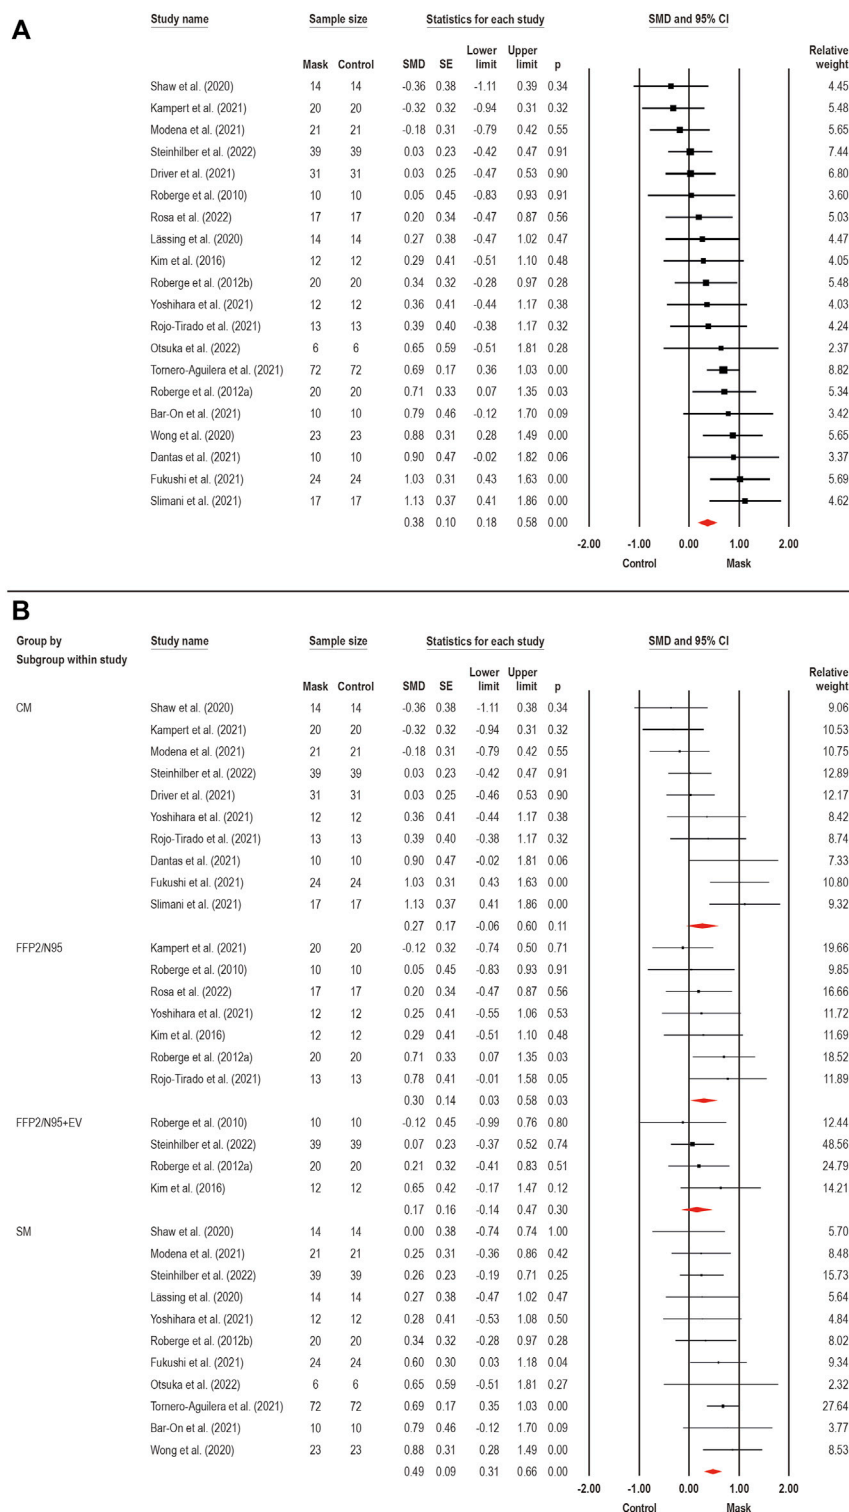 A
Study name Sample size Statistics for each study SMD and 95% CI
Lower Upper Relative
Mask Control SMD SE limit limit p weight
Shaw et al. (2020) 14 14 -0.36 0.38 -1.11 0.39 0.34 4.45
Kampert et al. (2021) 20 20 -0.32 0.32 -0.94 0.31 0.32 5.48
Modena et al. (2021) 21 21 -0.18 0.31 -0.79 0.42 0.55 5.65
Steinhilber et al. (2022) 39 39 0.03 0.23 -0.42 0.47 0.91 7.44
Driver et al. (2021) 31 31 0.03 0.25 -0.47 0.53 0.90 6.80
Roberge et al. (2010) 10 10 0.05 0.45 -0.83 0.93 0.91 3.60
Rosa et al. (2022) 17 17 0.20 0.34 -0.47 0.87 0.56 5.03
Lässing et al. (2020) 14 14 0.27 0.38 -0.47 1.02 0.47 4.47
Kim et al. (2016) 12 12 0.29 0.41 -0.51 1.10 0.48 4.05
Roberge et al. (2012b) 20 20 0.34 0.32 -0.28 0.97 0.28 5.48
Yoshihara et al. (2021) 12 12 0.36 0.41 -0.44 1.17 0.38 4.03
Rojo-Tirado et al. (2021) 13 13 0.39 0.40 -0.38 1.17 0.32 4.24
Otsuka et al. (2022) 6 6 0.65 0.59 -0.51 1.81 0.28 2.37
Tornero-Aguilera et al. (2021) 72 72 0.69 0.17 0.36 1.03 0.00 8.82
Roberge et al. (2012a) 20 20 0.71 0.33 0.07 1.35 0.03 5.34
Bar-On et al. (2021) 10 10 0.79 0.46 -0.12 1.70 0.09 3.42
Wong et al. (2020) 23 23 0.88 0.31 0.28 1.49 0.00 5.65
Dantas et al. (2021) 10 10 0.90 0.47 -0.02 1.82 0.06 3.37
Fukushi et al. (2021) 24 24 1.03 0.31 0.43 1.63 0.00 5.69
Slimani et al. (2021) 17 17 1.13 0.37 0.41 1.86 0.00 4.62
0.38 0.10 0.18 0.58 0.00
-2.00 -1.00 0.00 1.00 2.00
Control Mask
B
Group by Study name Sample size Statistics for each study SMD and 95% CI
Subgroup within study
Lower Upper Relative
Mask Control SMD SE limit limit p weight
CM Shaw et al. (2020) 14 14 -0.36 0.38 -1.11 0.38 0.34 9.06
Kampert et al. (2021) 20 20 -0.32 0.32 -0.94 0.31 0.32 10.53
Modena et al. (2021) 21 21 -0.18 0.31 -0.79 0.42 0.55 10.75
Steinhilber et al. (2022) 39 39 0.03 0.23 -0.42 0.47 0.91 12.89
Driver et al. (2021) 31 31 0.03 0.25 -0.46 0.53 0.90 12.17
Yoshihara et al. (2021) 12 12 0.36 0.41 -0.44 1.17 0.38 8.42
Rojo-Tirado et al. (2021) 13 13 0.39 0.40 -0.38 1.17 0.32 8.74
Dantas et al. (2021) 10 10 0.90 0.47 -0.02 1.81 0.06 7.33
Fukushi et al. (2021) 24 24 1.03 0.31 0.43 1.63 0.00 10.80
Slimani et al. (2021) 17 17 1.13 0.37 0.41 1.86 0.00 9.32
0.27 0.17 -0.06 0.60 0.11
FFP2/N95 Kampert et al. (2021) 20 20 -0.12 0.32 -0.74 0.50 0.71 19.66
Roberge et al. (2010) 10 10 0.05 0.45 -0.83 0.93 0.91 9.85
Rosa et al. (2022) 17 17 0.20 0.34 -0.47 0.87 0.56 16.66
Yoshihara et al. (2021) 12 12 0.25 0.41 -0.55 1.06 0.53 11.72
Kim et al. (2016) 12 12 0.29 0.41 -0.51 1.10 0.48 11.69
Roberge et al. (2012a) 20 20 0.71 0.33 0.07 1.35 0.03 18.52
Rojo-Tirado et al. (2021) 13 13 0.78 0.41 -0.01 1.58 0.05 11.89
0.30 0.14 0.03 0.58 0.03
FFP2/N95+EV Roberge et al. (2010) 10 10 -0.12 0.45 -0.99 0.76 0.80 12.44
Steinhilber et al. (2022) 39 39 0.07 0.23 -0.37 0.52 0.74 48.56
Roberge et al. (2012a) 20 20 0.21 0.32 -0.41 0.83 0.51 24.79
Kim et al. (2016) 12 12 0.65 0.42 -0.17 1.47 0.12 14.21
0.17 0.16 -0.14 0.47 0.30
SM Shaw et al. (2020) 14 14 0.00 0.38 -0.74 0.74 1.00 5.70
Modena et al. (2021) 21 21 0.25 0.31 -0.36 0.86 0.42 8.48
Steinhilber et al. (2022) 39 39 0.26 0.23 -0.19 0.71 0.25 15.73
Lässing et al. (2020) 14 14 0.27 0.38 -0.47 1.02 0.47 5.64
Yoshihara et al. (2021) 12 12 0.28 0.41 -0.53 1.08 0.50 4.84
Roberge et al. (2012b) 20 20 0.34 0.32 -0.28 0.97 0.28 8.02
Fukushi et al. (2021) 24 24 0.60 0.30 0.03 1.18 0.04 9.34
Otsuka et al. (2022) 6 6 0.65 0.59 -0.51 1.81 0.27 2.32
Tornero-Aguilera et al. (2021) 72 72 0.69 0.17 0.35 1.03 0.00 27.64
Bar-On et al. (2021) 10 10 0.79 0.46 -0.12 1.70 0.09 3.77
Wong et al. (2020) 23 23 0.88 0.31 0.28 1.49 0.00 8.53
0.49 0.09 0.31 0.66 0.00
-2.00 -1.00 0.00 1.00 2.00
Control Mask